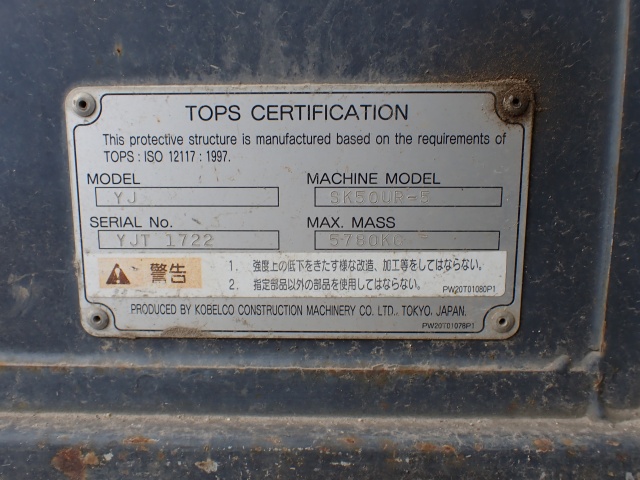 TOPS CERTIFICATION
This protective structure is manufactured based on the requirements of
TOPS : ISO 12117 : 1997.
MODEL MACHINE MODEL
YJ SK50UR-5
SERIAL No. MAX. MASS
YJT 1722 5780KG
警告 1. 強度上の低下をきたす様な改造、加工等をしてはならない。
2. 指定部品以外の部品を使用してはならない。
PW20T01080P1
PRODUCED BY KOBELCO CONSTRUCTION MACHINERY CO. LTD., TOKYO, JAPAN.
PW20T01078P1